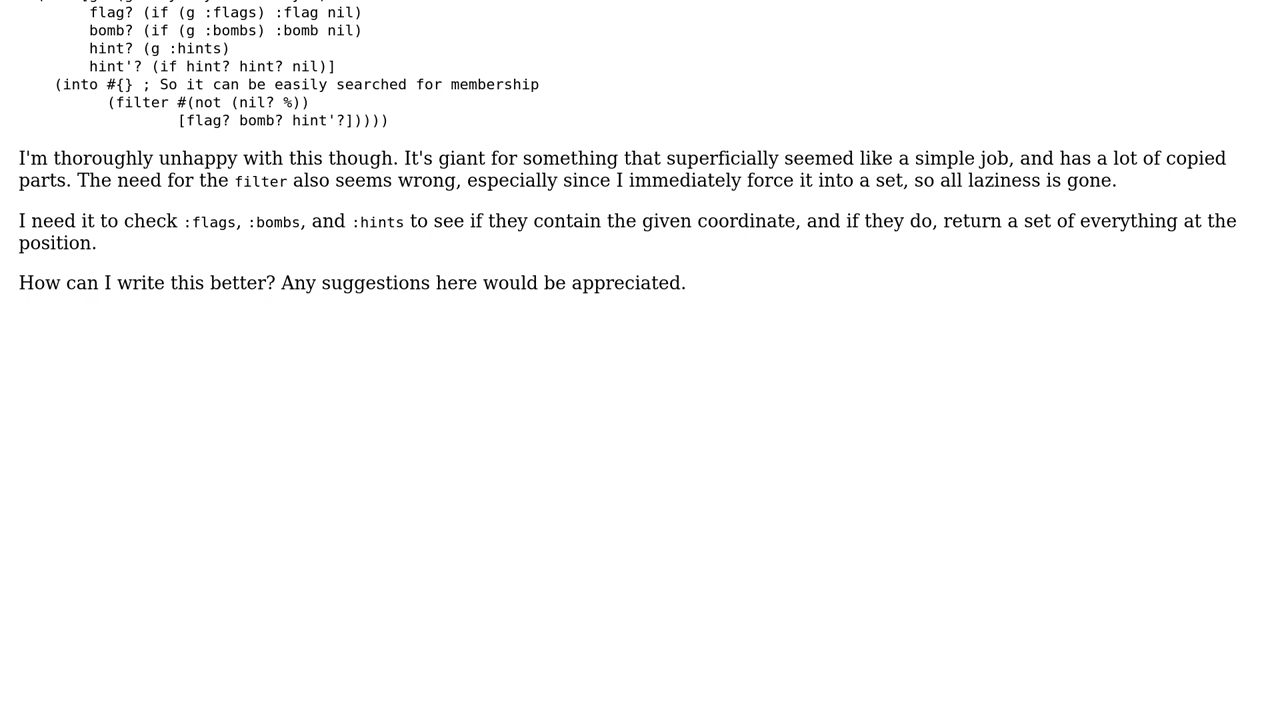 flag? (if (g :flags) :flag nil)
bomb? (if (g :bombs) :bomb nil)
hint? (g :hints)
hint'? (if hint? hint? nil)]
(into #{} ; So it can be easily searched for membership
(filter #(not (nil? %))
[flag? bomb? hint'?]))))
I'm thoroughly unhappy with this though. It's giant for something that superficially seemed like a simple job, and has a lot of copied
parts. The need for the filter also seems wrong, especially since I immediately force it into a set, so all laziness is gone.
I need it to check :flags, :bombs, and :hints to see if they contain the given coordinate, and if they do, return a set of everything at the
position.
How can I write this better? Any suggestions here would be appreciated.